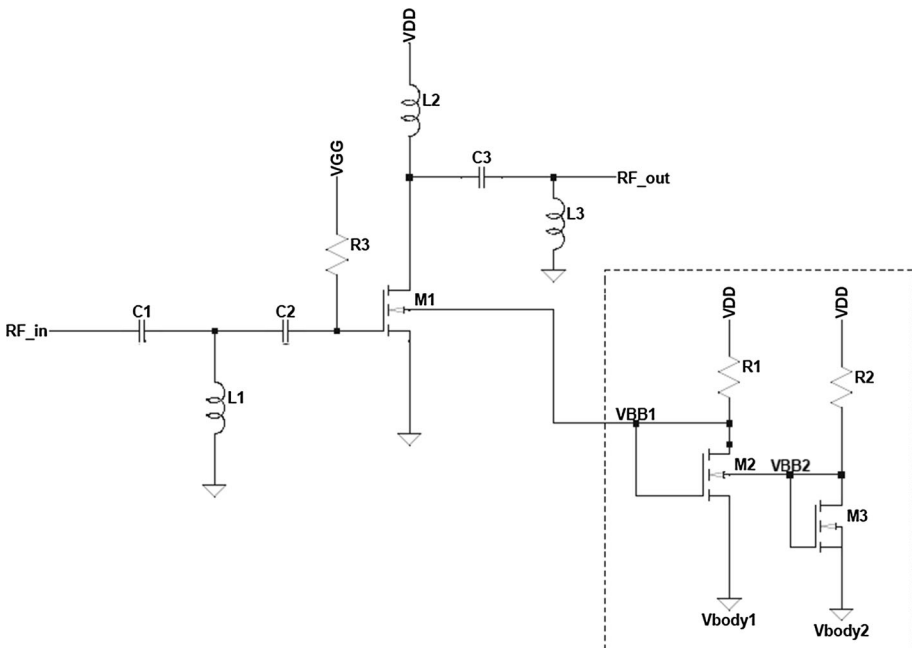 VDD
L2
VGG
C3
RF_out
L3
R3
M1
VDD
VDD
C1
C2
RF_in
R1
R2
L1
VBB1
M2
VBB2
M3
Vbody1
Vbody2